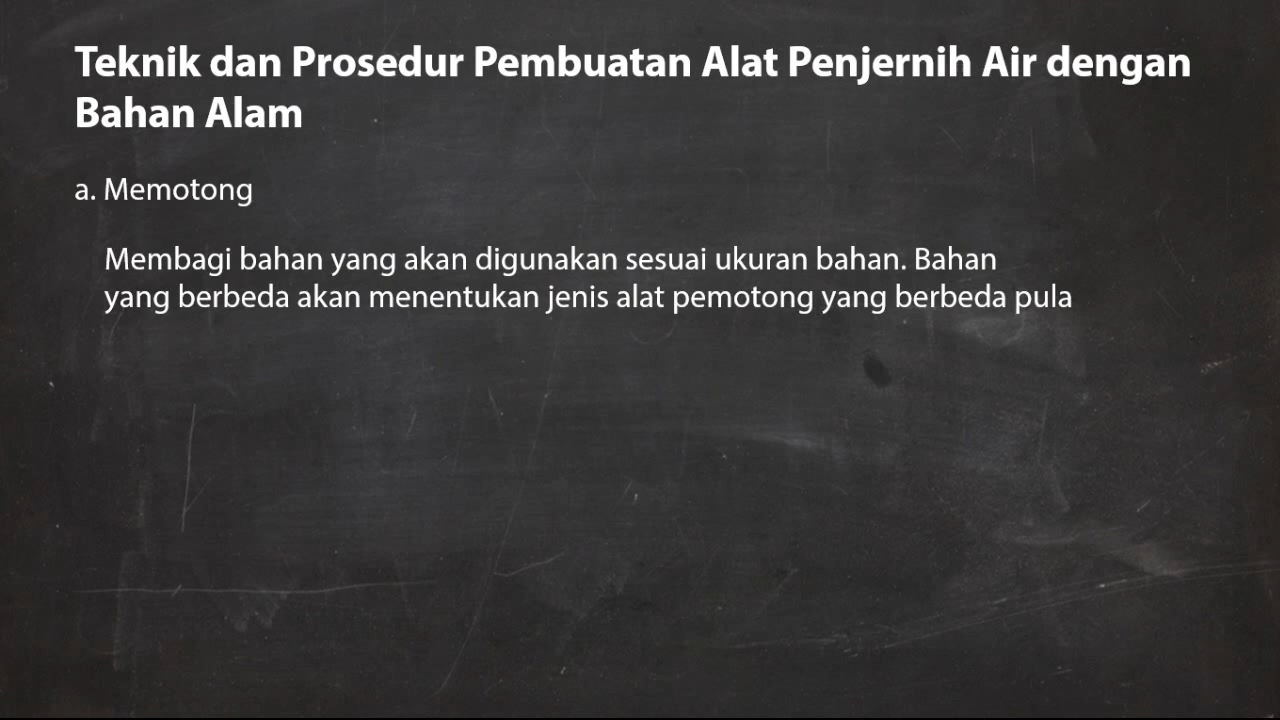 Teknik dan Prosedur Pembuatan Alat Penjernih Air dengan
Bahan Alam
a. Memotong
Membagi bahan yang akan digunakan sesuai ukuran bahan. Bahan
yang berbeda akan menentukan jenis alat pemotong yang berbeda pula